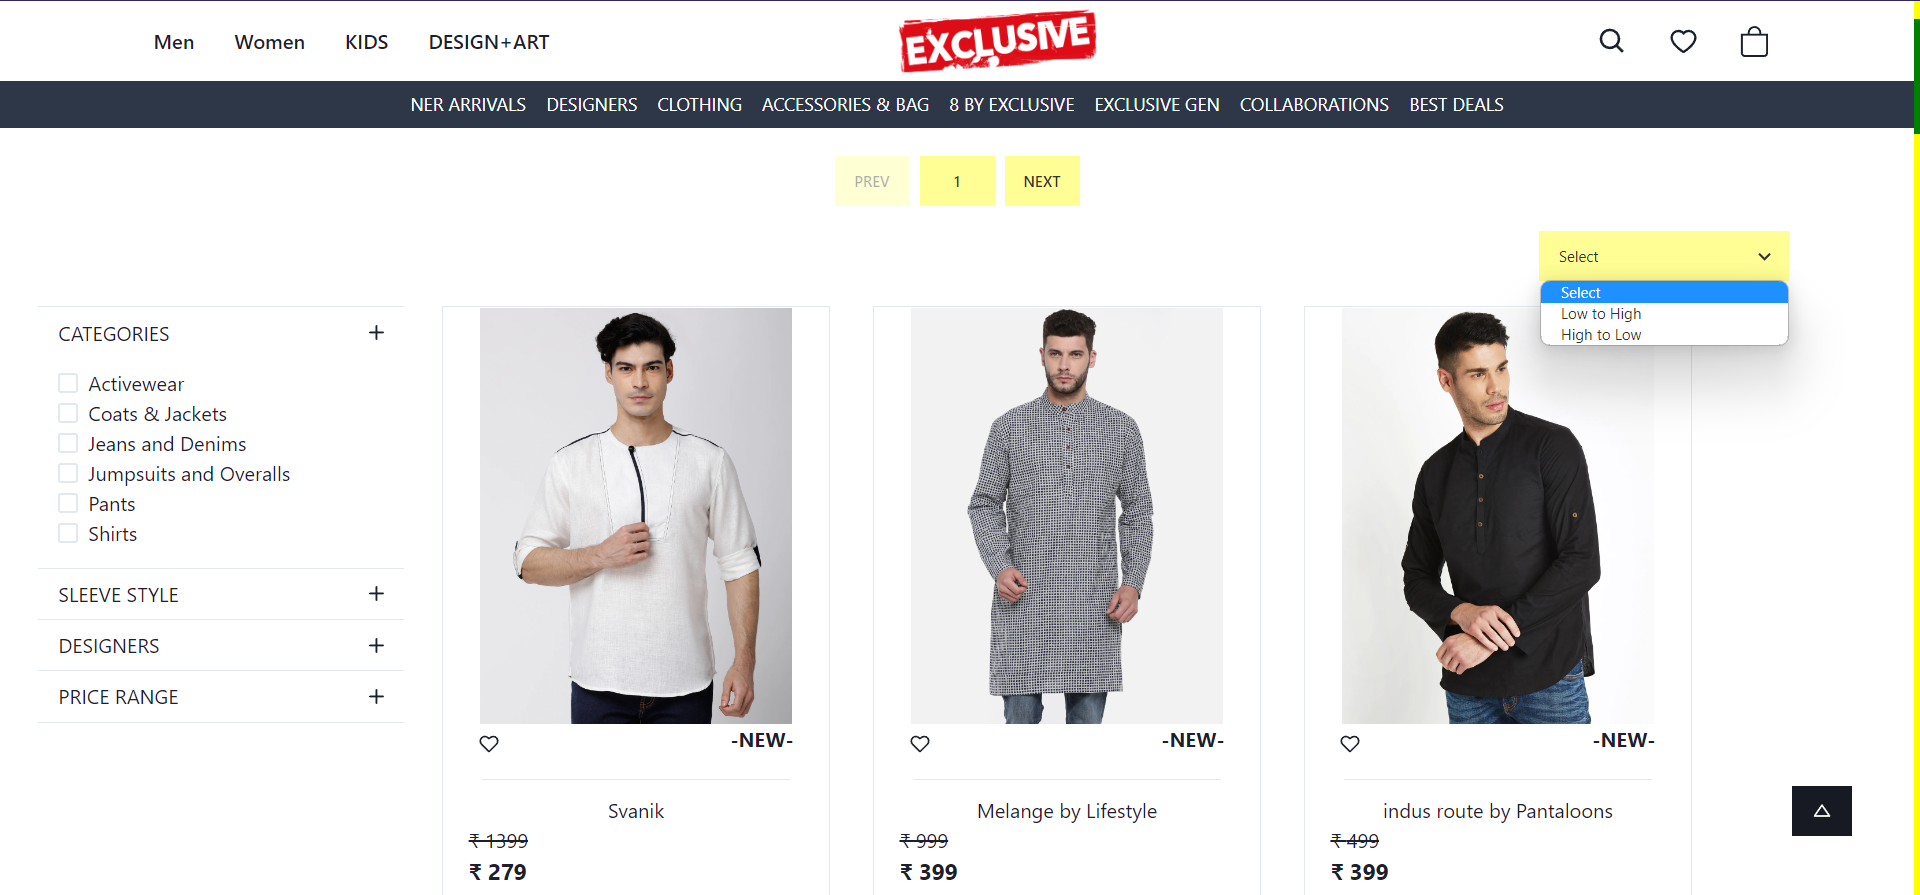 Men Women KIDS DESIGN+ART
EXCLUSIVE
NER ARRIVALS DESIGNERS CLOTHING ACCESSORIES & BAG 8 BY EXCLUSIVE EXCLUSIVE GEN COLLABORATIONS BEST DEALS
PREV 1 NEXT
Select
Select
Low to High
High to Low
CATEGORIES +
Activewear
Coats & Jackets
Jeans and Denims
Jumpsuits and Overalls
Pants
Shirts
SLEEVE STYLE +
DESIGNERS +
PRICE RANGE +
-NEW-
Svanik
₹ 1399
₹ 279
-NEW-
Melange by Lifestyle
₹ 999
₹ 399
-NEW-
indus route by Pantaloons
₹ 499
₹ 399